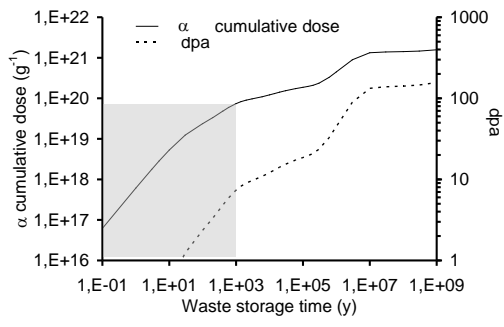 1,E+22
1,E+21
1,E+20
1,E+19
1,E+18
1,E+17
1,E+16
α cumulative dose (g-1)
α cumulative dose
dpa
1000
100
10
1
dpa
1,E-01
1,E+01
1,E+03
1,E+05
1,E+07
1,E+09
Waste storage time (y)